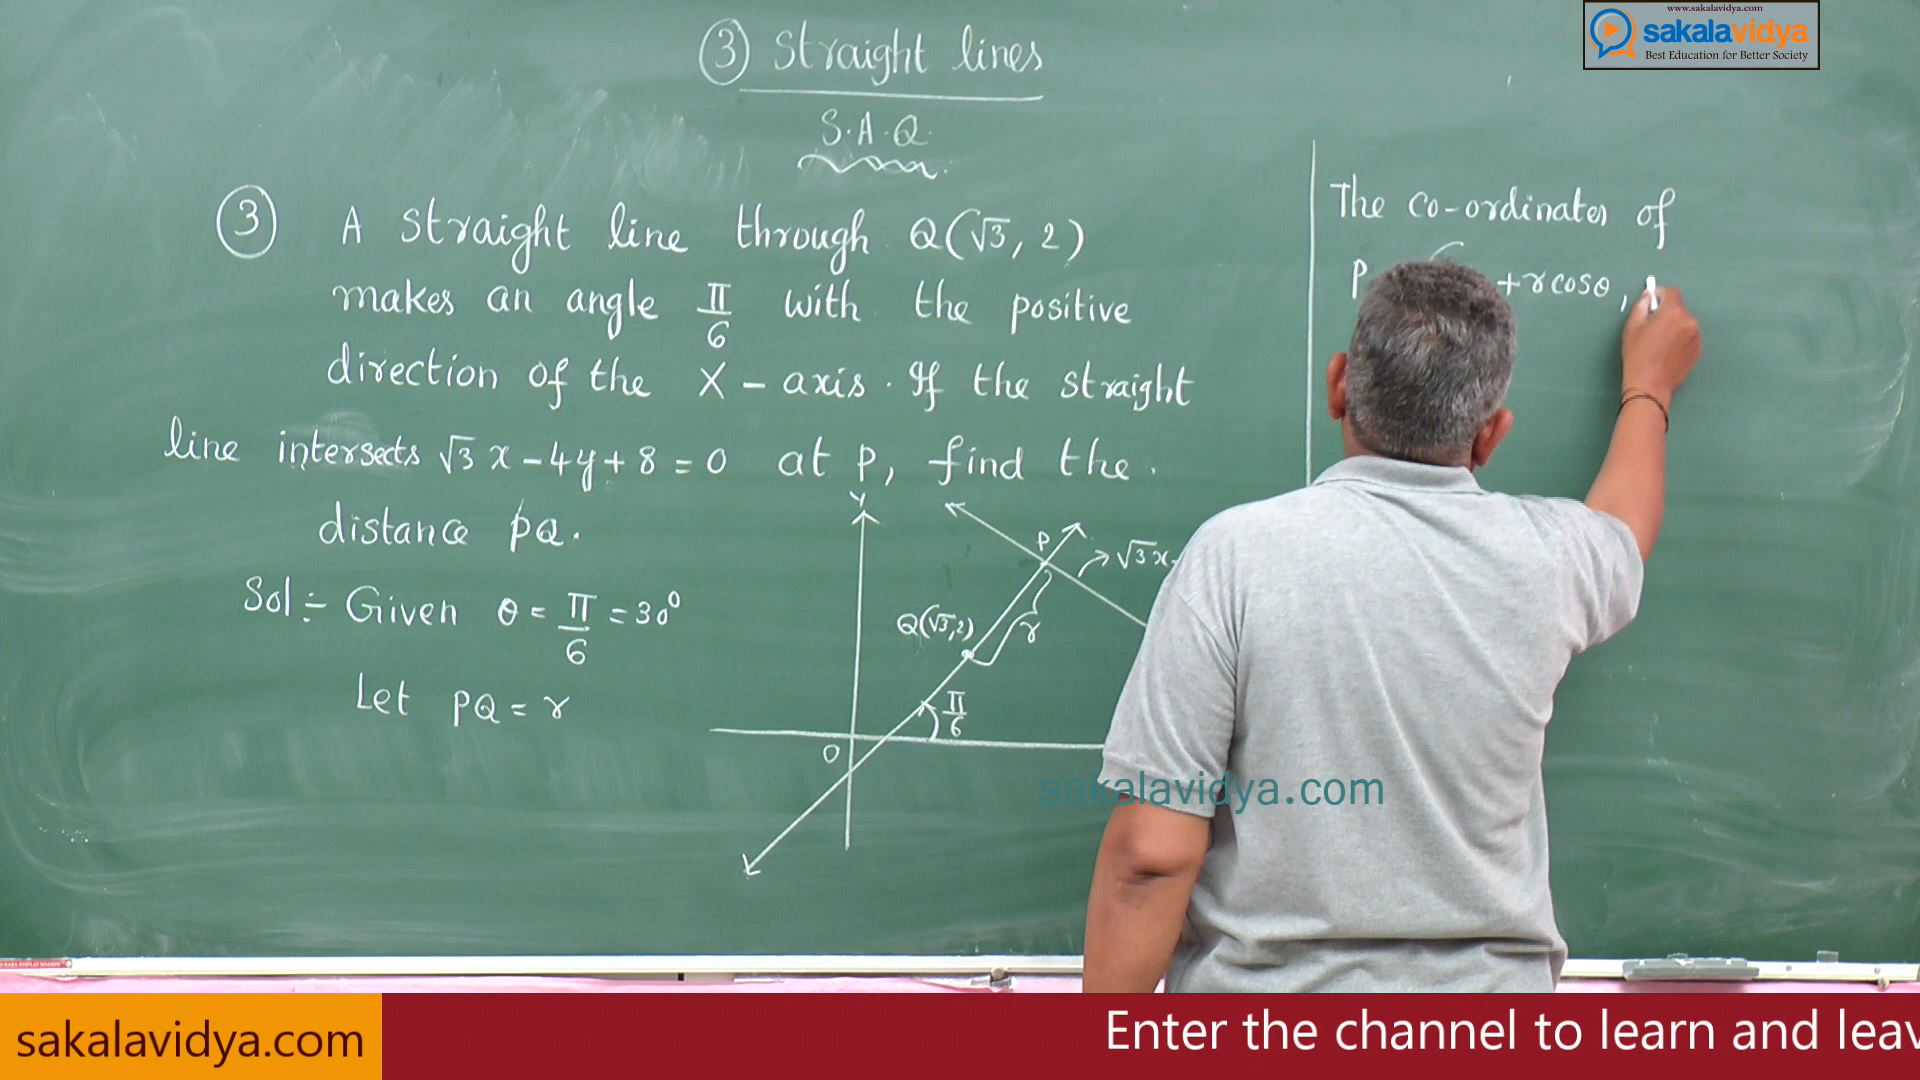 ③ Straight lines
S.A.Q.
③ A straight line through Q(√3, 2)
makes an angle π/6 with the positive
direction of the X - axis. If the straight
line intersects √3 x - 4y + 8 = 0 at P, find the
distance PQ.
Sol:- Given θ = π/6 = 30°
Let PQ = r
Y
P
√3x-
Q(√3,2)
r
π/6
O
The co-ordinates of
P
+ r cosθ,
www.sakalavidya.com
sakalavidya
Best Education for Better Society
sakalavidya.com
sakalavidya.com
Enter the channel to learn and leav